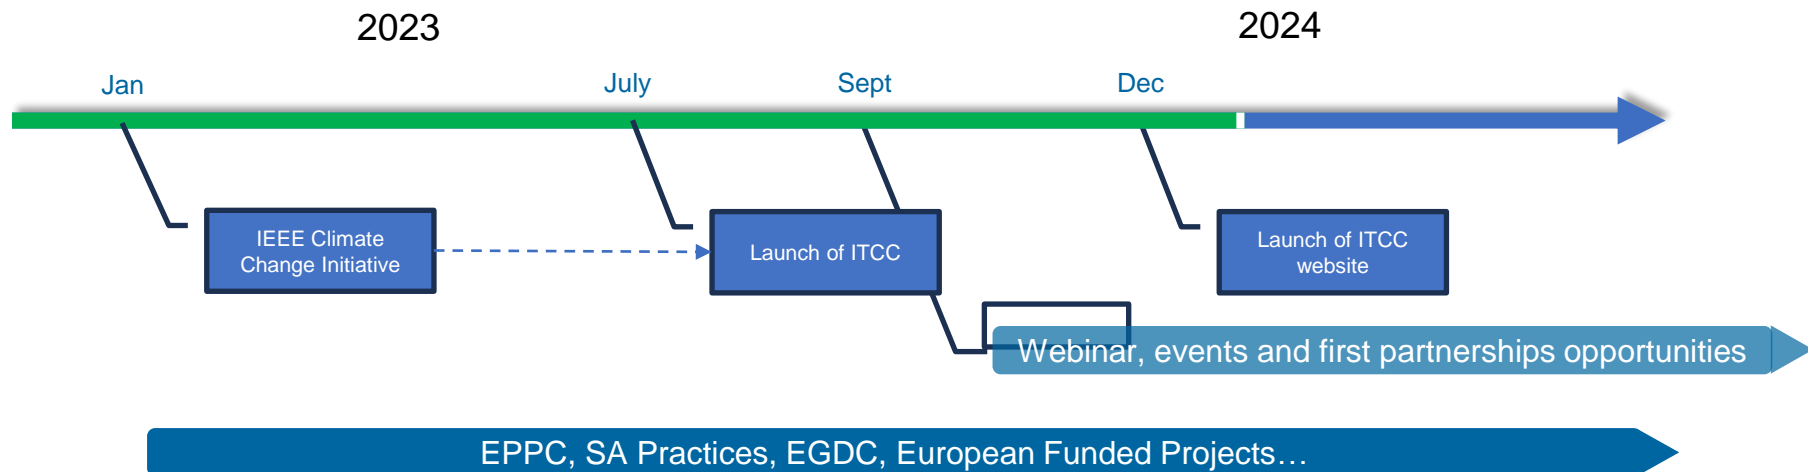 2023
2024
Jan
July
Sept
Dec
IEEE Climate
Change Initiative
Launch of ITCC
Launch of ITCC
website
Webinar, events and first partnerships opportunities
EPPC, SA Practices, EGDC, European Funded Projects…